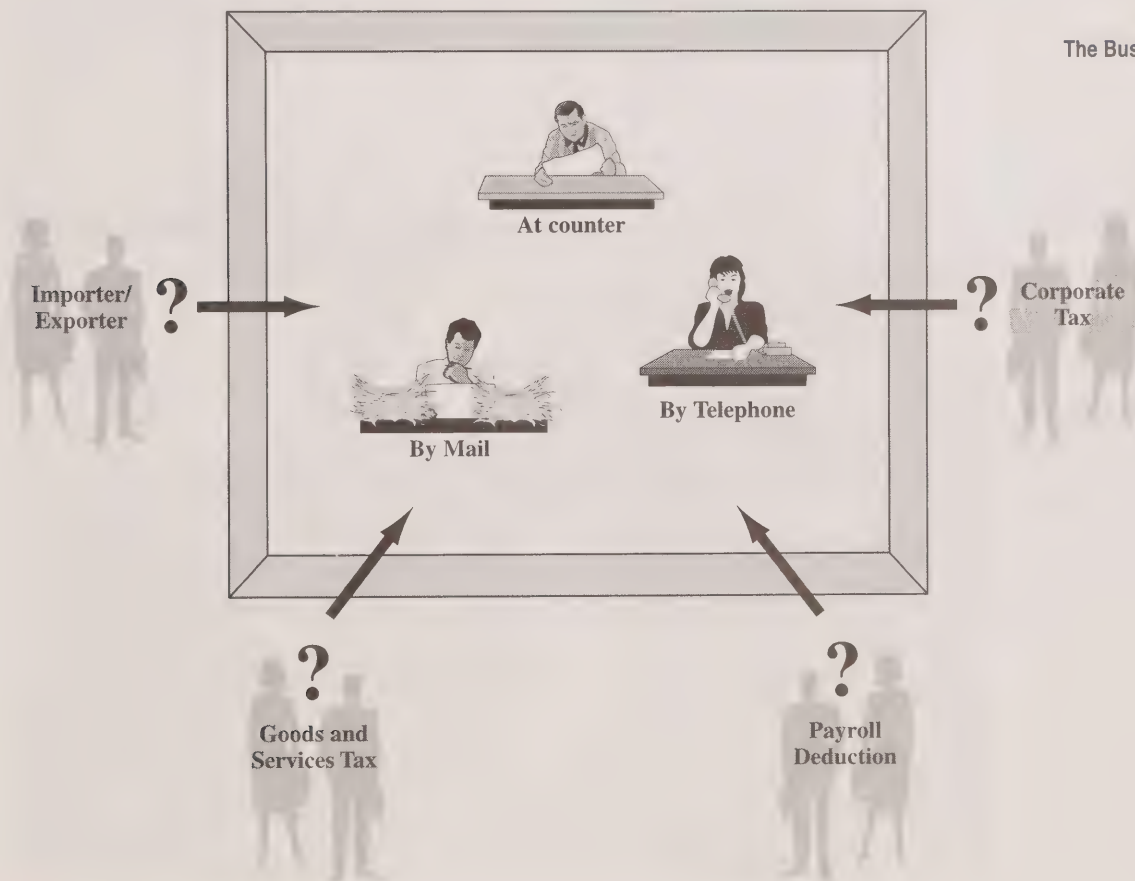 The Bus
At counter
Importer/
Exporter
?
?
Corporate
Tax
By Telephone
By Mail
?
Goods and
Services Tax
?
Payroll
Deduction